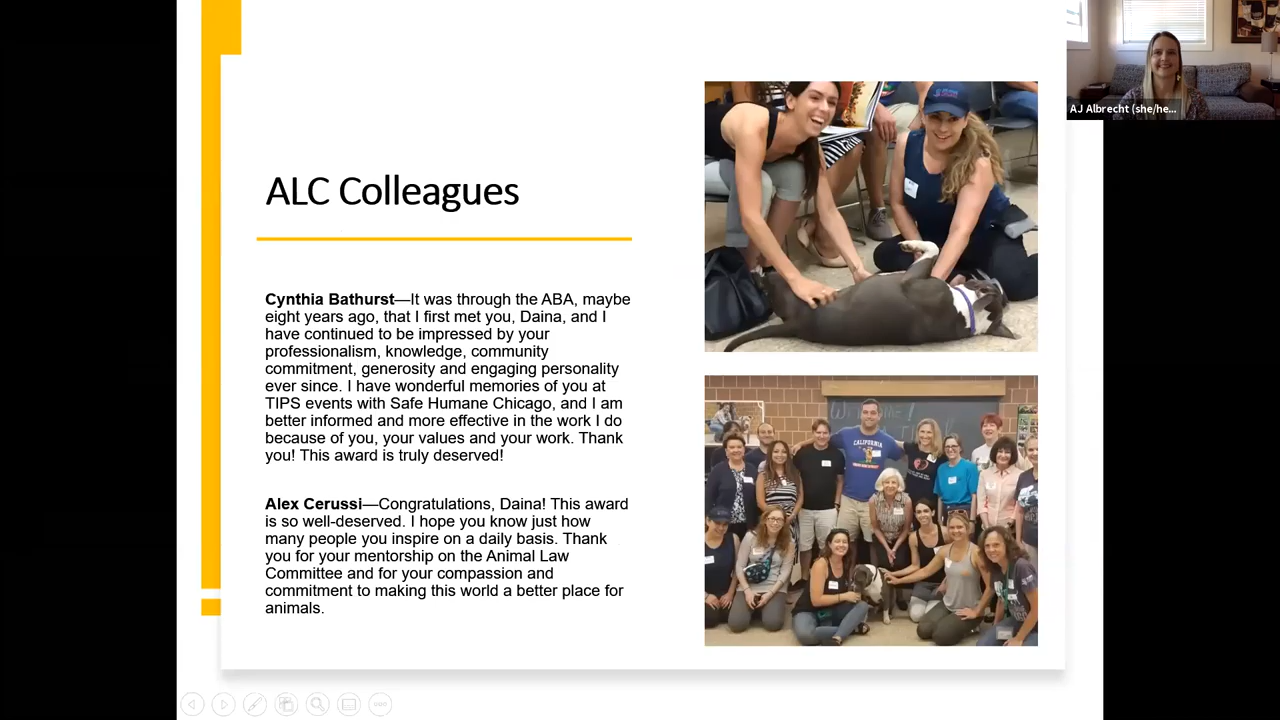 AJ Albrecht (she/he...
ALC Colleagues
Cynthia Bathurst—It was through the ABA, maybe
eight years ago, that I first met you, Daina, and I
have continued to be impressed by your
professionalism, knowledge, community
commitment, generosity and engaging personality
ever since. I have wonderful memories of you at
TIPS events with Safe Humane Chicago, and I am
better informed and more effective in the work I do
because of you, your values and your work. Thank
you! This award is truly deserved!
Alex Cerussi—Congratulations, Daina! This award
is so well-deserved. I hope you know just how
many people you inspire on a daily basis. Thank
you for your mentorship on the Animal Law
Committee and for your compassion and
commitment to making this world a better place for
animals.
CALIFORNIA